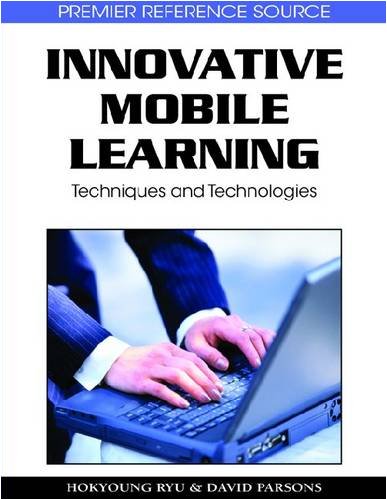 PREMIER REFERENCE SOURCE
INNOVATIVE
MOBILE
LEARNING
Techniques and Technologies
HOKYOUNG RYU & DAVID PARSONS